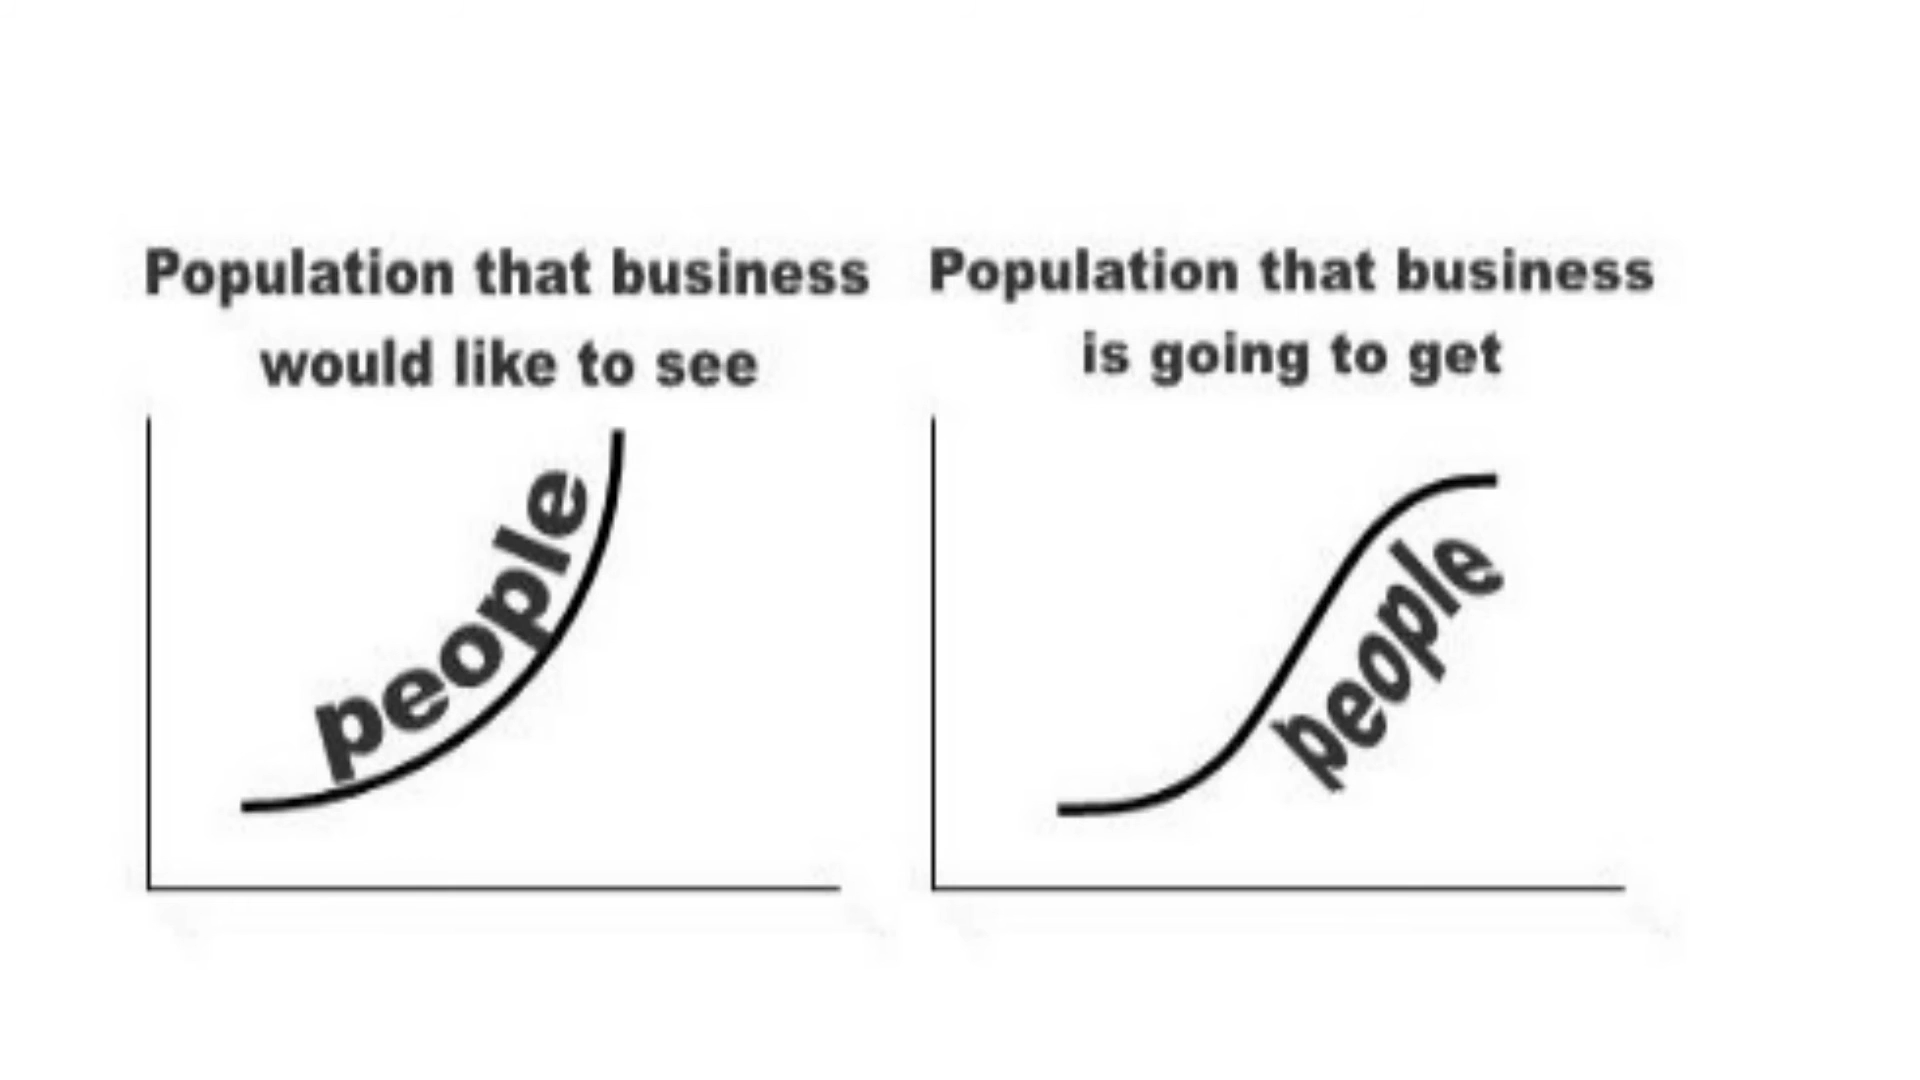 Population that business
would like to see
people
Population that business
is going to get
people